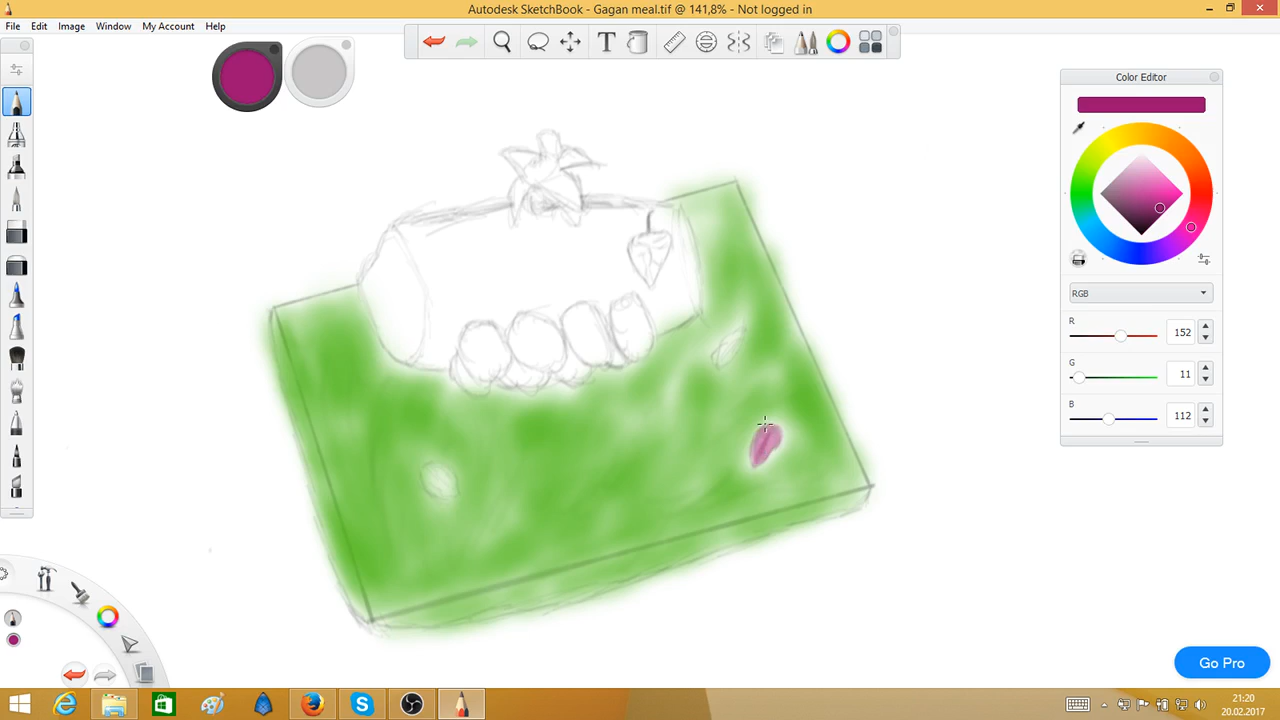 Autodesk SketchBook - Gagan meal.tif @ 141,8% - Not logged in
File Edit Image Window My Account Help
Color Editor
RGB
R
152
G
11
B
112
Go Pro
21:20
20.02.2017